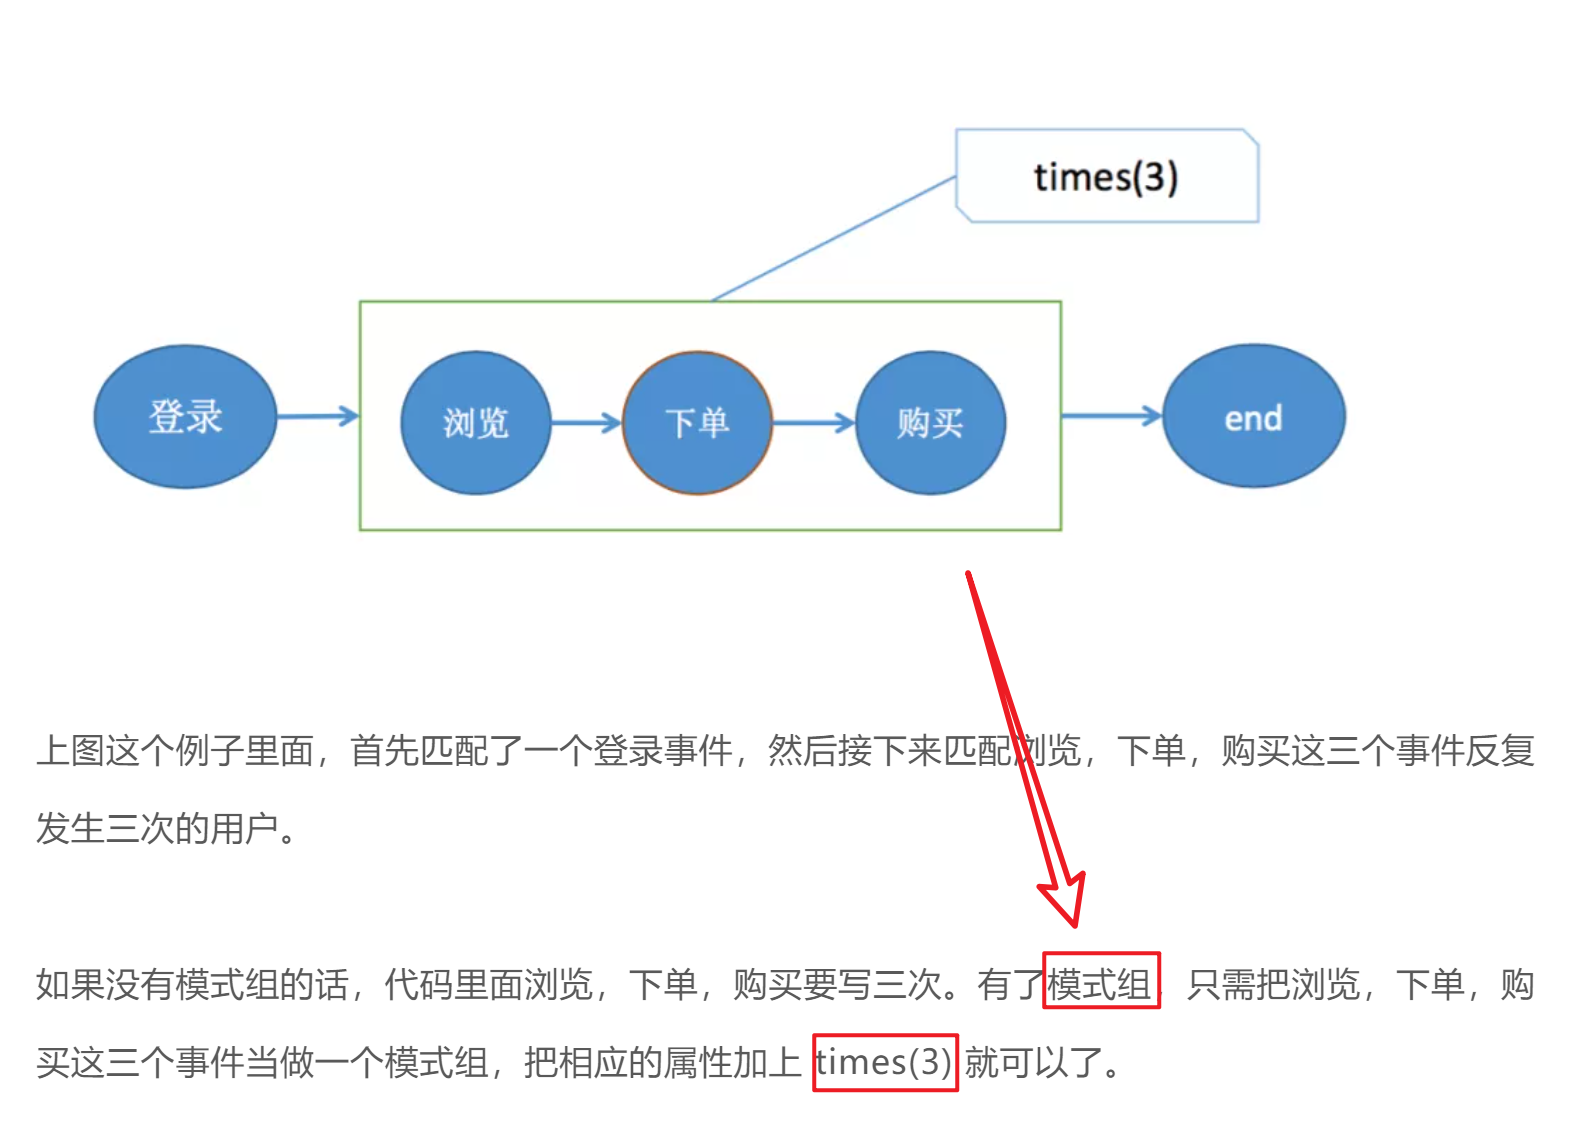 times(3)
登录
浏览
下单
购买
end
上图这个例子里面，首先匹配了一个登录事件，然后接下来匹配浏览，下单，购买这三个事件反复
发生三次的用户。
如果没有模式组的话，代码里面浏览，下单，购买要写三次。有了模式组，只需把浏览，下单，购
买这三个事件当做一个模式组，把相应的属性加上 times(3) 就可以了。